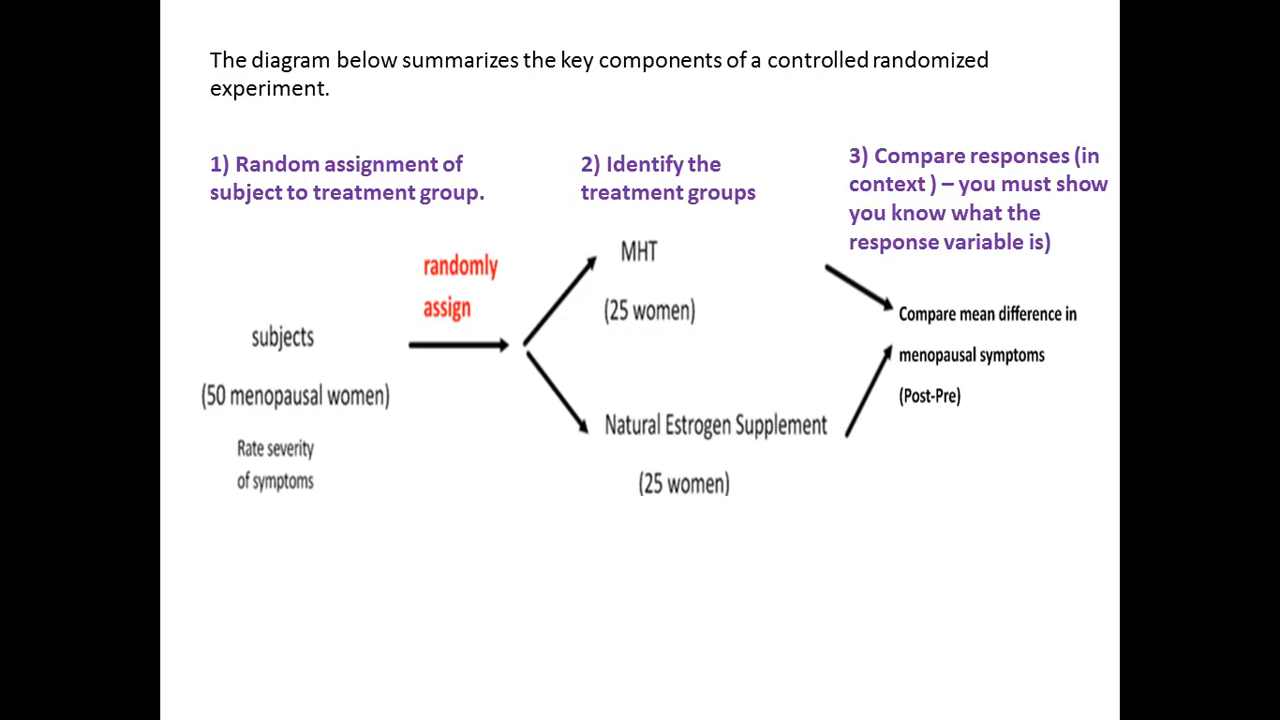 The diagram below summarizes the key components of a controlled randomized
experiment.
1) Random assignment of
subject to treatment group.
2) Identify the
treatment groups
3) Compare responses (in
context ) – you must show
you know what the
response variable is)
randomly
assign
subjects
(50 menopausal women)
Rate severity
of symptoms
MHT
(25 women)
Natural Estrogen Supplement
(25 women)
Compare mean difference in
menopausal symptoms
(Post-Pre)